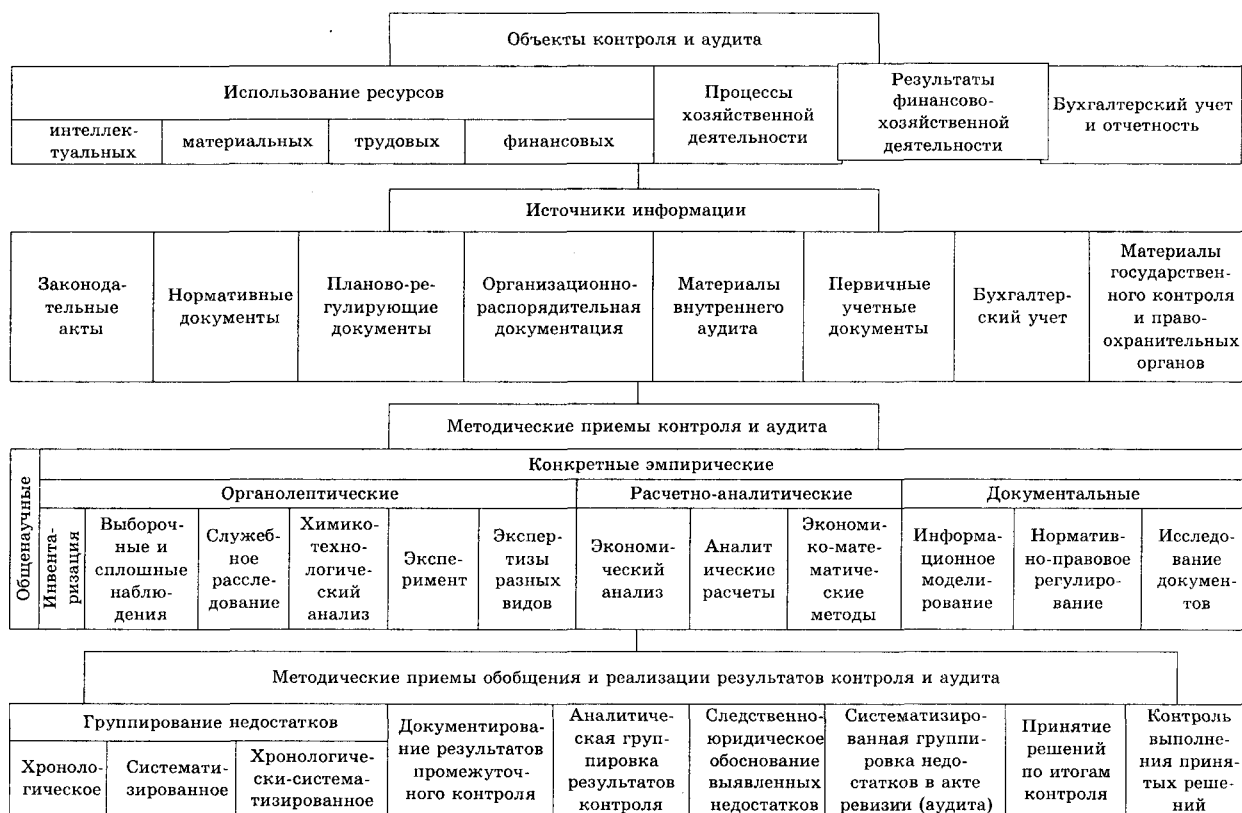 Объекты контроля и аудита
Использование ресурсов
интеллек-
туальных
материальных
трудовых
финансовых
Процессы
хозяйственной
деятельности
Результаты
финансово-
хозяйственной
деятельности
Бухгалтерский учет
и отчетность
Источники информации
Законода-
тельные
акты
Нормативные
документы
Планово-ре-
гулирующие
документы
Организационно-
распорядительная
документация
Материалы
внутреннего
аудита
Первичные
учетные
документы
Бухгалтер-
ский учет
Материалы
государствен-
ного контроля
и право-
охранительных
органов
Методические приемы контроля и аудита
Общенаучные
Конкретные эмпирические
Органолептические
Расчетно-аналитические
Документальные
Инвента-
ризация
Выбороч-
ные и
сплошные
наблю-
дения
Служеб-
ное
рассле-
дование
Химико-
техно-
логичес-
кий
анализ
Экспе-
римент
Экспер-
тизы
разных
видов
Экономи-
ческий
анализ
Аналит
ические
расчеты
Экономи-
ко-мате-
матиче-
ские
методы
Информа-
ционное
модели-
рование
Норматив-
но-правовое
регулиро-
вание
Исследо-
вание
докумен-
тов
Методические приемы обобщения и реализации результатов контроля и аудита
Группирование недостатков
Хроноло-
гическое
Системати-
зированное
Хронологи-
чески-систе­ма-
тизированное
Документирова-
ние результатов
промежуточ-
ного контроля
Аналитиче-
ская груп-
пировка
результатов
контроля
Следственно-
юридическое
обоснование
выявленных
недостатков
Систематизиро-
ванная группи-
ровка недо-
статков в акте
ревизии (аудита)
Принятие
решений
по итогам
контроля
Контроль
выполне-
ния приня-
тых реше-
ний